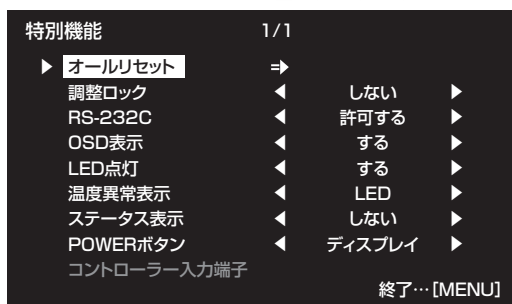 特別機能 1/1
▶ オールリセット ⇒
調整ロック ◀ しない ▶
RS-232C ◀ 許可する ▶
OSD表示 ◀ する ▶
LED点灯 ◀ する ▶
温度異常表示 ◀ LED ▶
ステータス表示 ◀ しない ▶
POWERボタン ◀ ディスプレイ ▶
コントローラー入力端子
終了…[MENU]